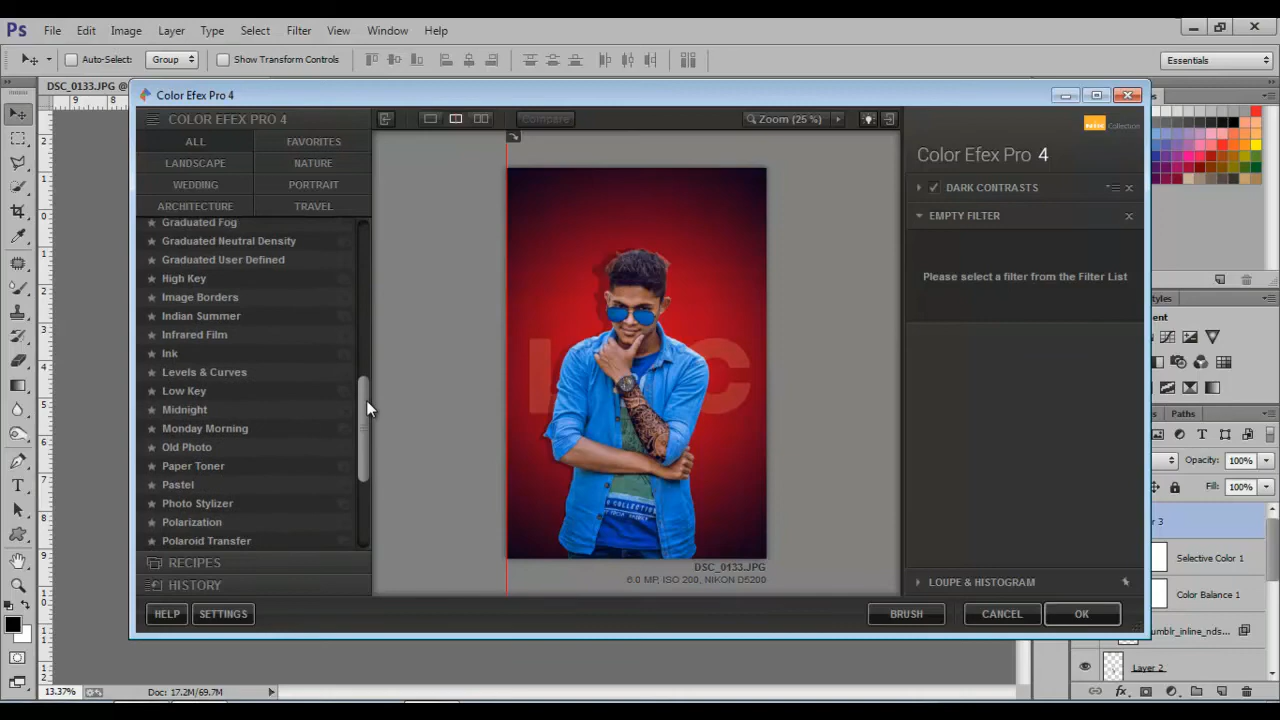 Ps File Edit Image Layer Type Select Filter View Window Help
Auto-Select: Group Show Transform Controls Essentials
DSC_0133.JPG @
Color Efex Pro 4
COLOR EFEX PRO 4
Compare
Zoom (25 %)
ALL FAVORITES
LANDSCAPE NATURE
WEDDING PORTRAIT
ARCHITECTURE TRAVEL
Graduated Fog
Graduated Neutral Density
Graduated User Defined
High Key
Image Borders
Indian Summer
Infrared Film
Ink
Levels & Curves
Low Key
Midnight
Monday Morning
Old Photo
Paper Toner
Pastel
Photo Stylizer
Polarization
Polaroid Transfer
RECIPES
HISTORY
HELP SETTINGS
DSC_0133.JPG
6.0 MP, ISO 200, NIKON D5200
nik Collection
Color Efex Pro 4
DARK CONTRASTS
EMPTY FILTER
Please select a filter from the Filter List
LOUPE & HISTOGRAM
BRUSH CANCEL OK
Paths
Opacity: 100%
Fill: 100%
Selective Color 1
Color Balance 1
Layer 2
13.37% Doc: 17.2M/69.7M